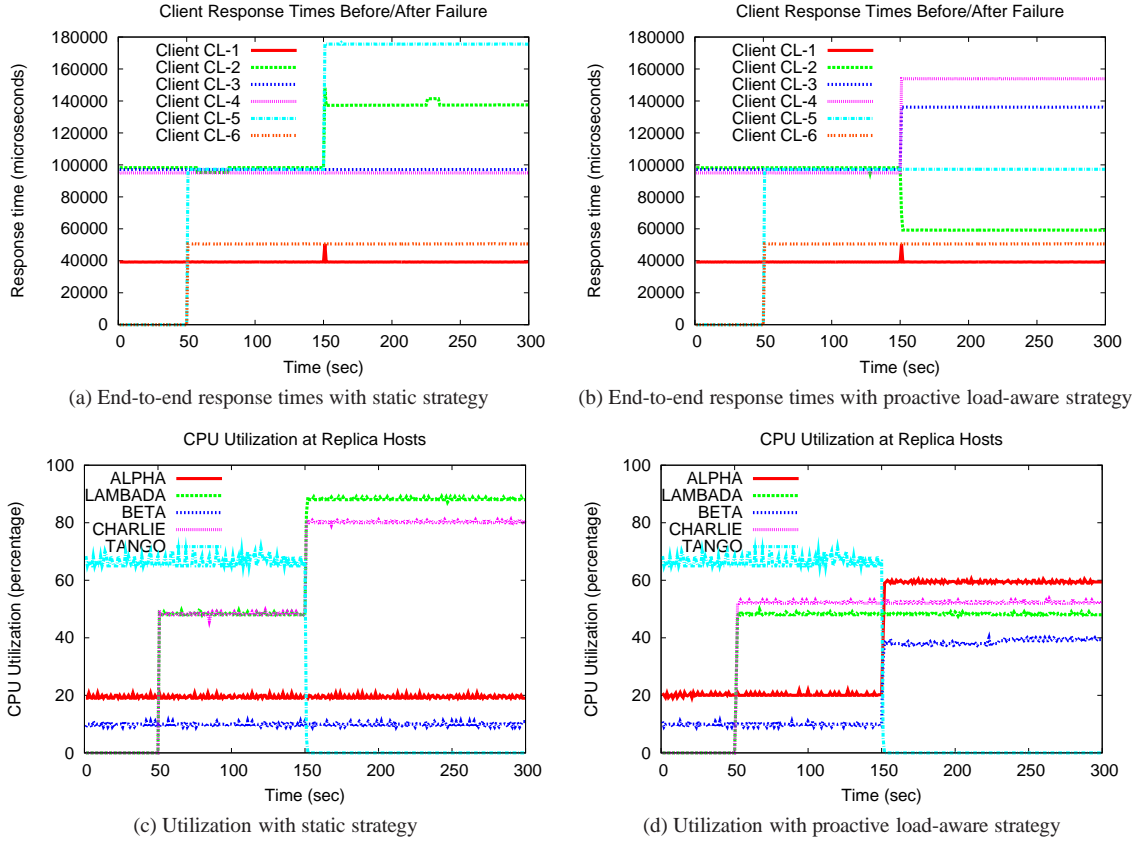 Client Response Times Before/After Failure
180000
160000
140000
120000
100000
80000
60000
40000
20000
0
Response time (microseconds)
Client CL-1
Client CL-2
Client CL-3
Client CL-4
Client CL-5
Client CL-6
0 50 100 150 200 250 300
Time (sec)
(a) End-to-end response times with static strategy
Client Response Times Before/After Failure
180000
160000
140000
120000
100000
80000
60000
40000
20000
0
Response time (microseconds)
Client CL-1
Client CL-2
Client CL-3
Client CL-4
Client CL-5
Client CL-6
0 50 100 150 200 250 300
Time (sec)
(b) End-to-end response times with proactive load-aware strategy
CPU Utilization at Replica Hosts
100
80
60
40
20
0
CPU Utilization (percentage)
ALPHA
LAMBADA
BETA
CHARLIE
TANGO
0 50 100 150 200 250 300
Time (sec)
(c) Utilization with static strategy
CPU Utilization at Replica Hosts
100
80
60
40
20
0
CPU Utilization (percentage)
ALPHA
LAMBADA
BETA
CHARLIE
TANGO
0 50 100 150 200 250 300
Time (sec)
(d) Utilization with proactive load-aware strategy